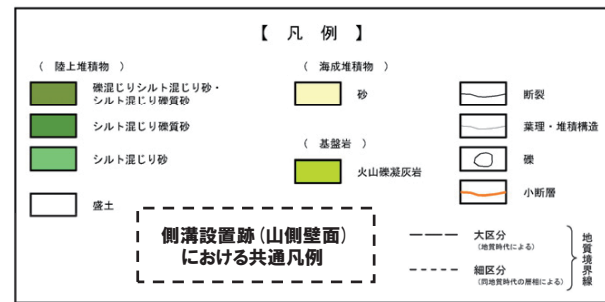 【 凡 例 】
( 陸上堆積物 )
礫混じりシルト混じり砂・
シルト混じり礫質砂
シルト混じり礫質砂
シルト混じり砂
盛土
( 海成堆積物 )
砂
( 基盤岩 )
火山礫凝灰岩
断裂
葉理・堆積構造
礫
小断層
側溝設置跡(山側壁面)
における共通凡例
大区分
(地質時代による)
細区分
(同地質時代の層相による)
地質境界線